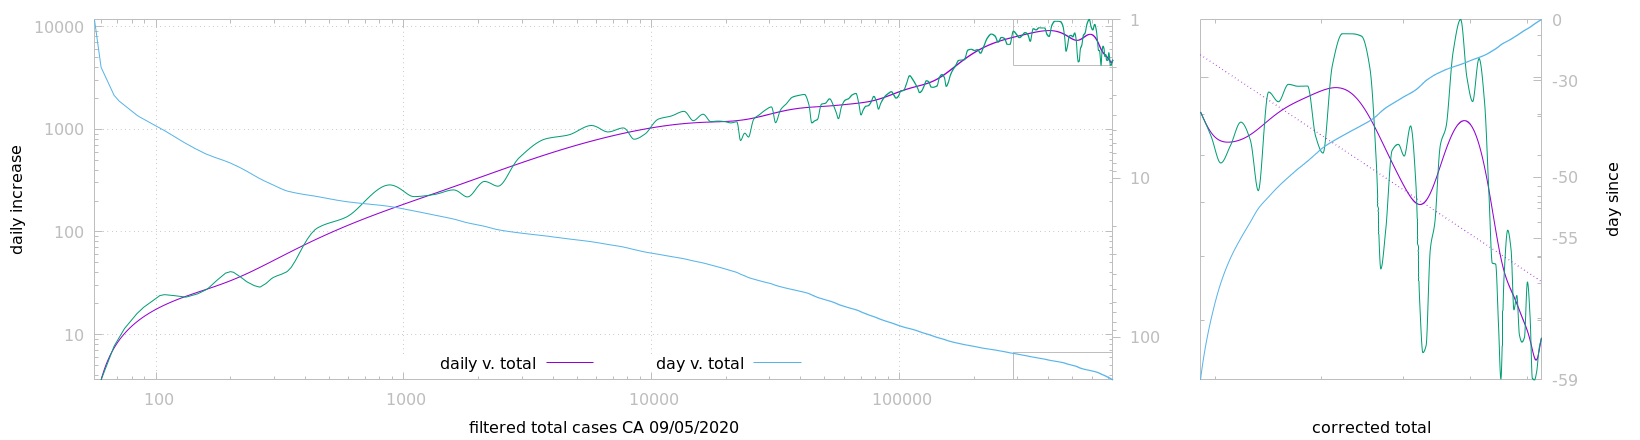 10000
1000
100
10
daily increase
1
10
100
daily v. total
day v. total
100
1000
10000
100000
filtered total cases CA 09/05/2020
0
-30
-50
-55
-59
day since
corrected total